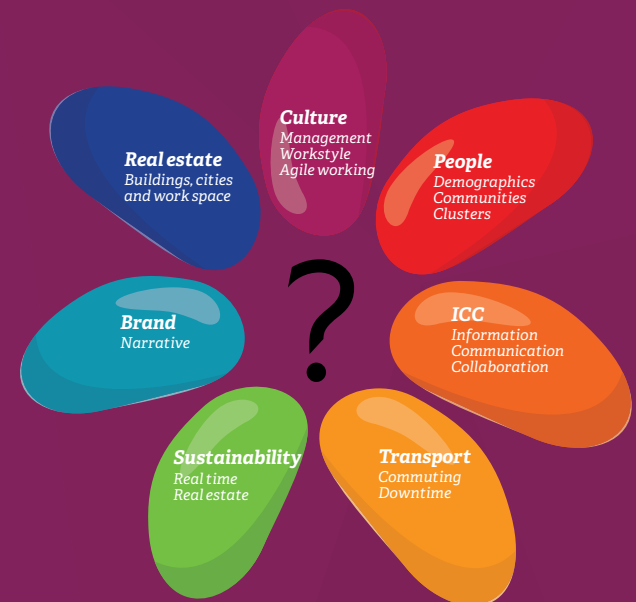 Culture
Management
Workstyle
Agile working
People
Demographics
Communities
Clusters
ICC
Information
Communication
Collaboration
Transport
Commuting
Downtime
Sustainability
Real time
Real estate
Brand
Narrative
Real estate
Buildings, cities
and work space
?